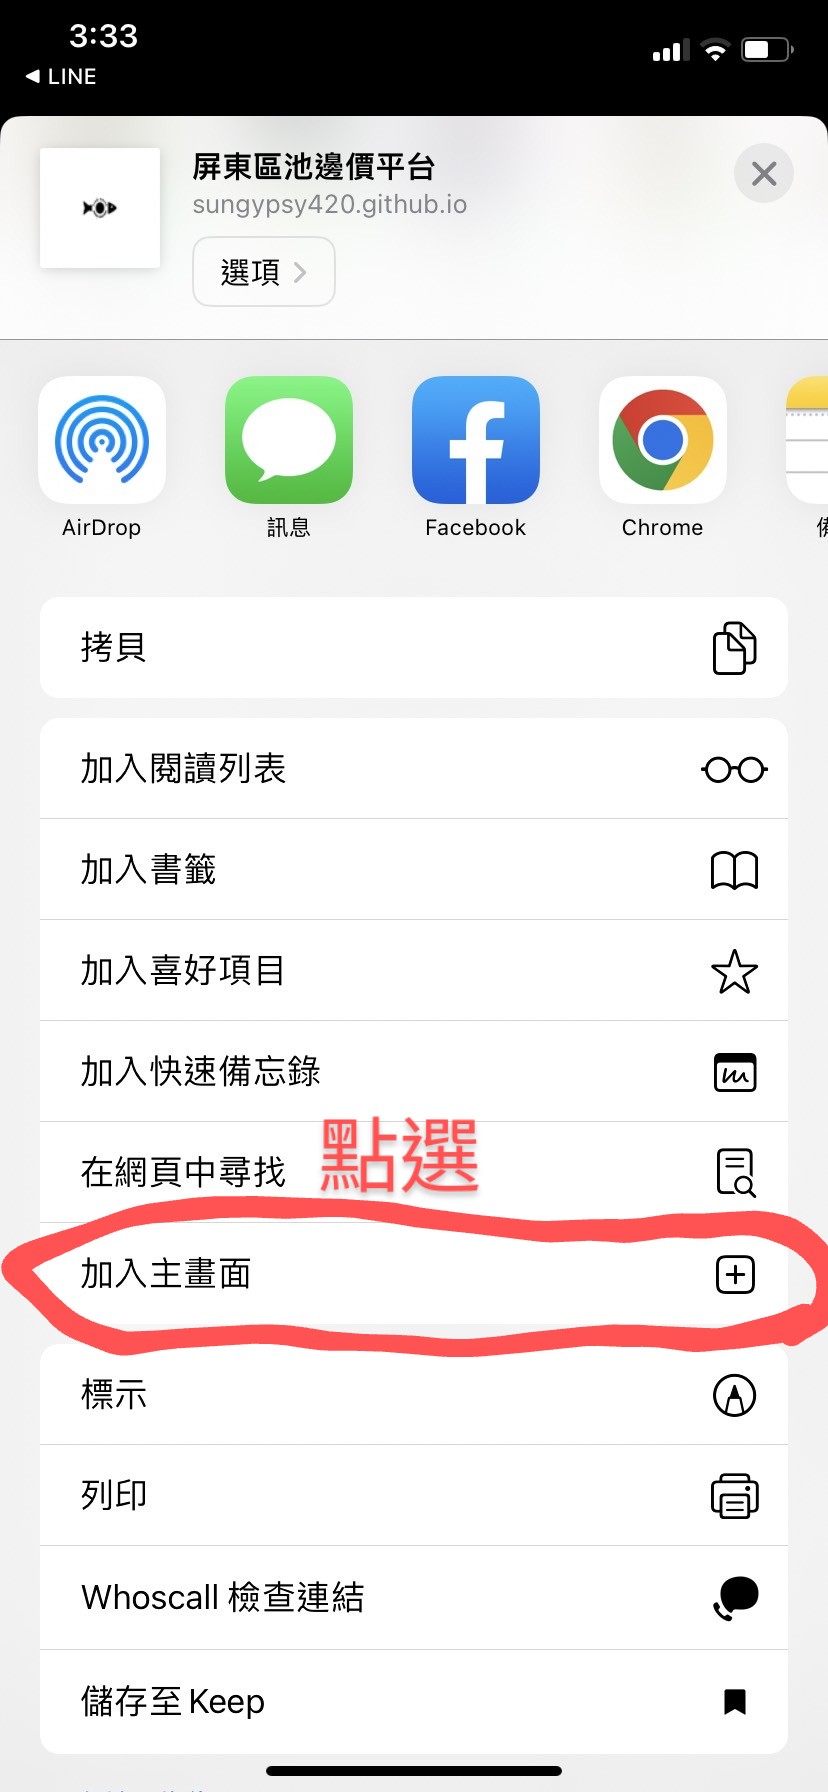 3:33
◀ LINE
屏東區池邊價平台
sungypsy420.github.io
選項
AirDrop
訊息
Facebook
Chrome
拷貝
加入閱讀列表
加入書籤
加入喜好項目
加入快速備忘錄
點選
在網頁中尋找
加入主畫面
標示
列印
Whoscall 檢查連結
儲存至 Keep